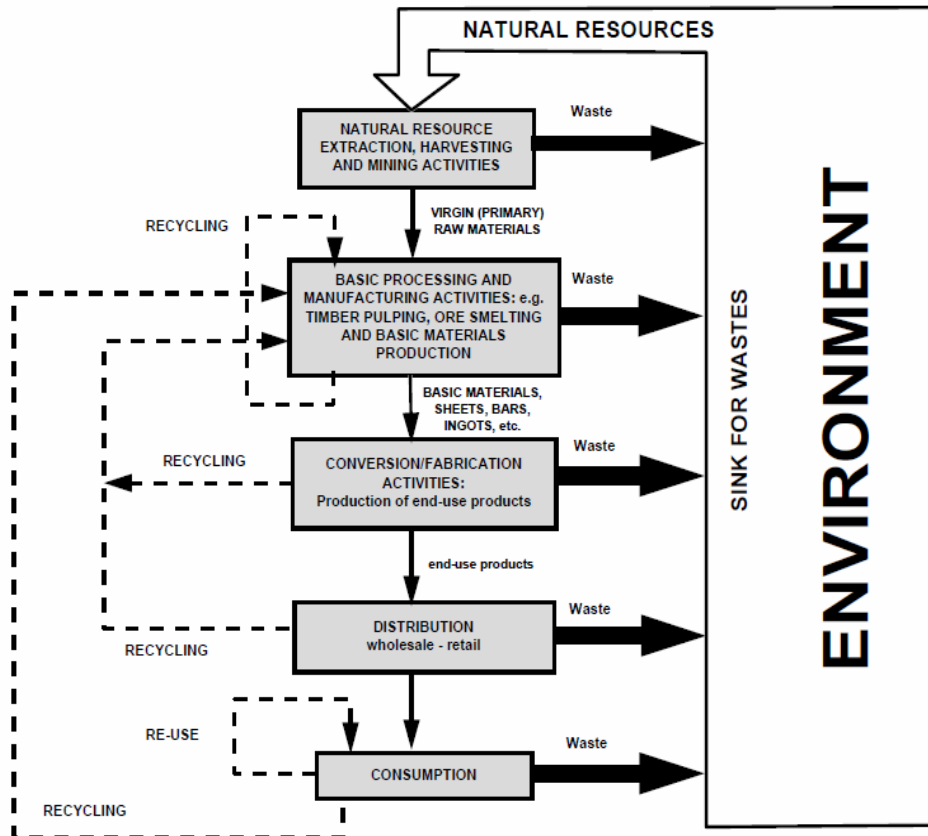 NATURAL RESOURCES
Waste
NATURAL RESOURCE
EXTRACTION, HARVESTING
AND MINING ACTIVITIES
VIRGIN (PRIMARY)
RAW MATERIALS
RECYCLING
BASIC PROCESSING AND
MANUFACTURING ACTIVITIES: e.g.
TIMBER PULPING, ORE SMELTING
AND BASIC MATERIALS
PRODUCTION
Waste
BASIC MATERIALS,
SHEETS, BARS,
INGOTS, etc.
RECYCLING
CONVERSION/FABRICATION
ACTIVITIES:
Production of end-use products
Waste
end-use products
DISTRIBUTION
wholesale - retail
Waste
RECYCLING
RE-USE
CONSUMPTION
Waste
RECYCLING
SINK FOR WASTES
ENVIRONMENT